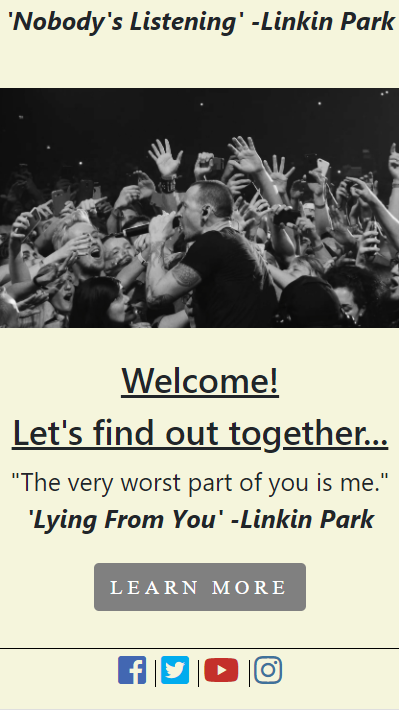 'Nobody's Listening' -Linkin Park
Welcome!
Let's find out together...
"The very worst part of you is me."
'Lying From You' -Linkin Park
LEARN MORE